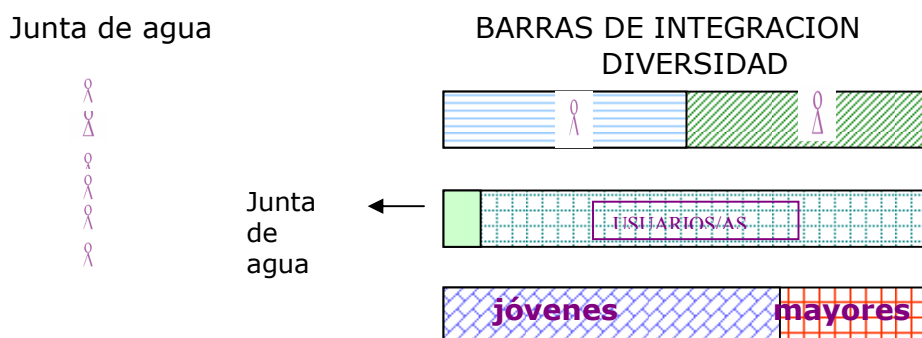 Junta de agua
BARRAS DE INTEGRACION
DIVERSIDAD
Junta
de
agua
USUARIOS/AS
jóvenes
mayores